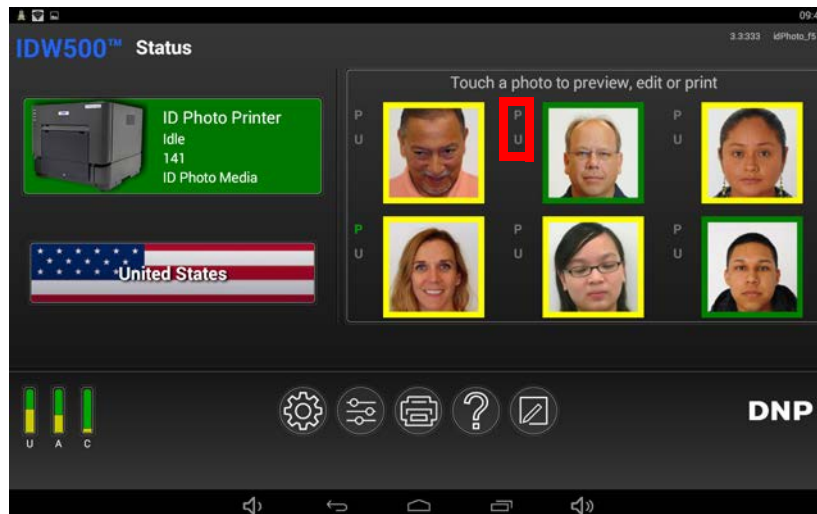 09:4
IDW500™ Status
3.3:333 idPhoto_f5
Touch a photo to preview, edit or print
ID Photo Printer
Idle
141
ID Photo Media
P
U
P
U
P
U
United States
P
U
P
U
P
U
U A C
?
DNP